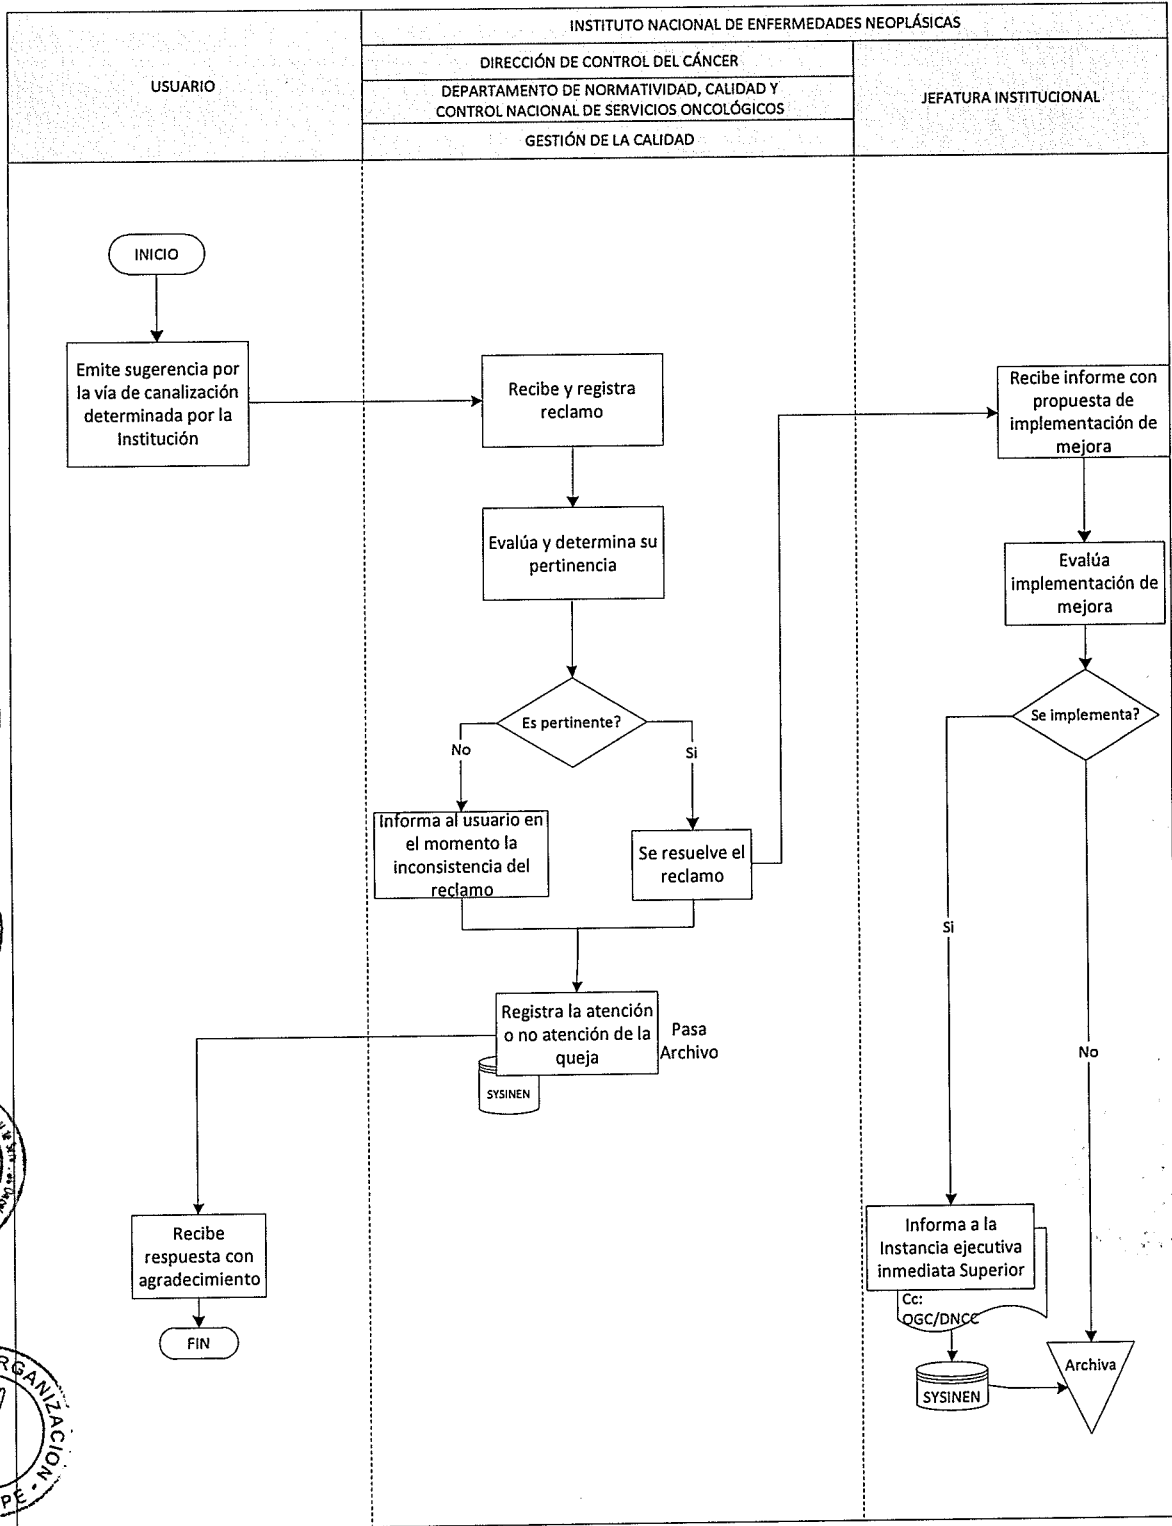 INSTITUTO NACIONAL DE ENFERMEDADES NEOPLÁSICAS
USUARIO
DIRECCIÓN DE CONTROL DEL CÁNCER
DEPARTAMENTO DE NORMATIVIDAD, CALIDAD Y
CONTROL NACIONAL DE SERVICIOS ONCOLÓGICOS
GESTIÓN DE LA CALIDAD
JEFATURA INSTITUCIONAL
INICIO
Emite sugerencia por
la vía de canalización
determinada por la
Institución
Recibe y registra
reclamo
Evalúa y determina su
pertinencia
Es pertinente?
No
Si
Informa al usuario en
el momento la
inconsistencia del
reclamo
Se resuelve el
reclamo
Registra la atención
o no atención de la
queja
Pasa
Archivo
SYSINEN
Recibe
respuesta con
agradecimiento
FIN
Recibe informe con
propuesta de
implementación de
mejora
Evalúa
implementación de
mejora
Se implementa?
Si
No
Informa a la
Instancia ejecutiva
inmediata Superior
Cc:
OGC/DNCC
SYSINEN
Archiva
RGANIZACION